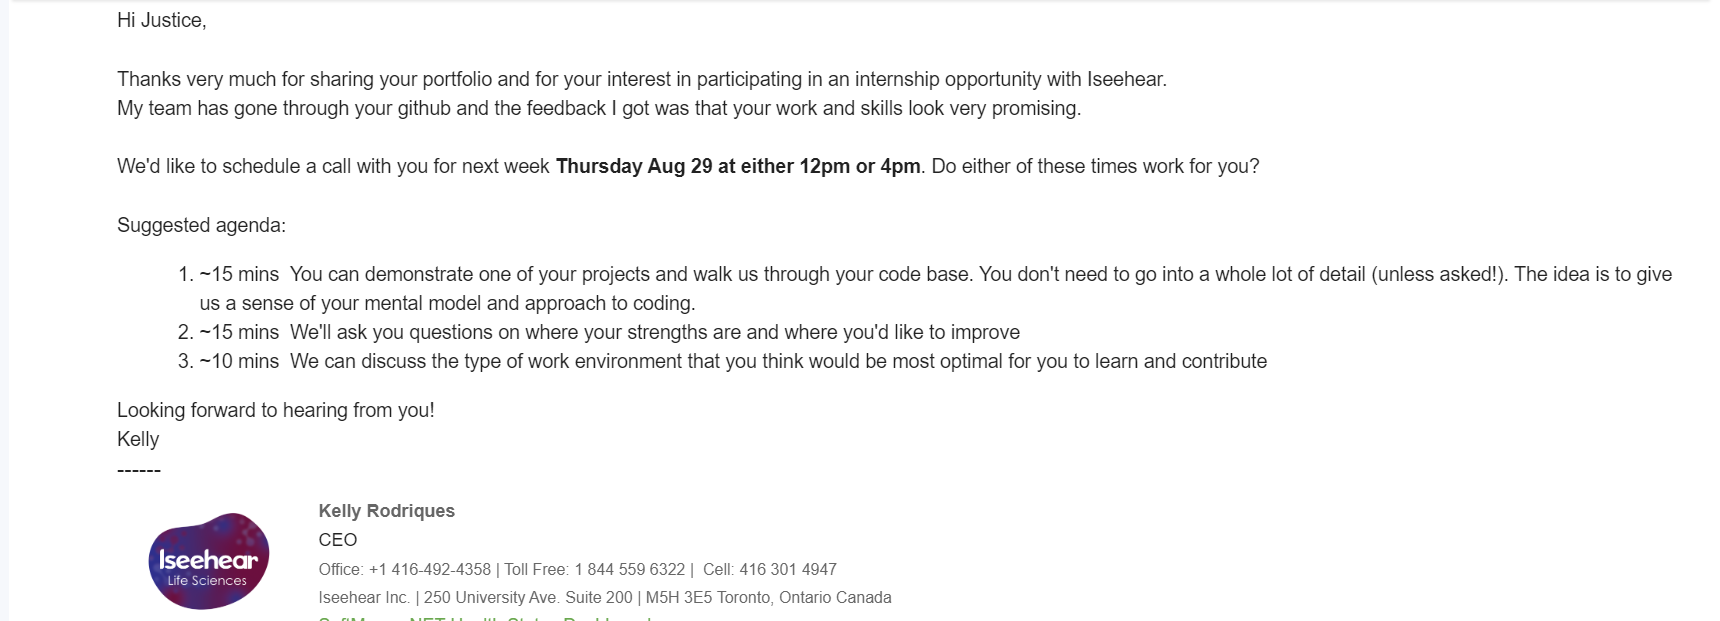 Hi Justice,
Thanks very much for sharing your portfolio and for your interest in participating in an internship opportunity with Iseehear.
My team has gone through your github and the feedback I got was that your work and skills look very promising.
We'd like to schedule a call with you for next week Thursday Aug 29 at either 12pm or 4pm. Do either of these times work for you?
Suggested agenda:
1. ~15 mins  You can demonstrate one of your projects and walk us through your code base. You don't need to go into a whole lot of detail (unless asked!). The idea is to give
us a sense of your mental model and approach to coding.
2. ~15 mins  We'll ask you questions on where your strengths are and where you'd like to improve
3. ~10 mins  We can discuss the type of work environment that you think would be most optimal for you to learn and contribute
Looking forward to hearing from you!
Kelly
------
Iseehear
Life Sciences
Kelly Rodriques
CEO
Office: +1 416-492-4358 | Toll Free: 1 844 559 6322 |  Cell: 416 301 4947
Iseehear Inc. | 250 University Ave. Suite 200 | M5H 3E5 Toronto, Ontario Canada